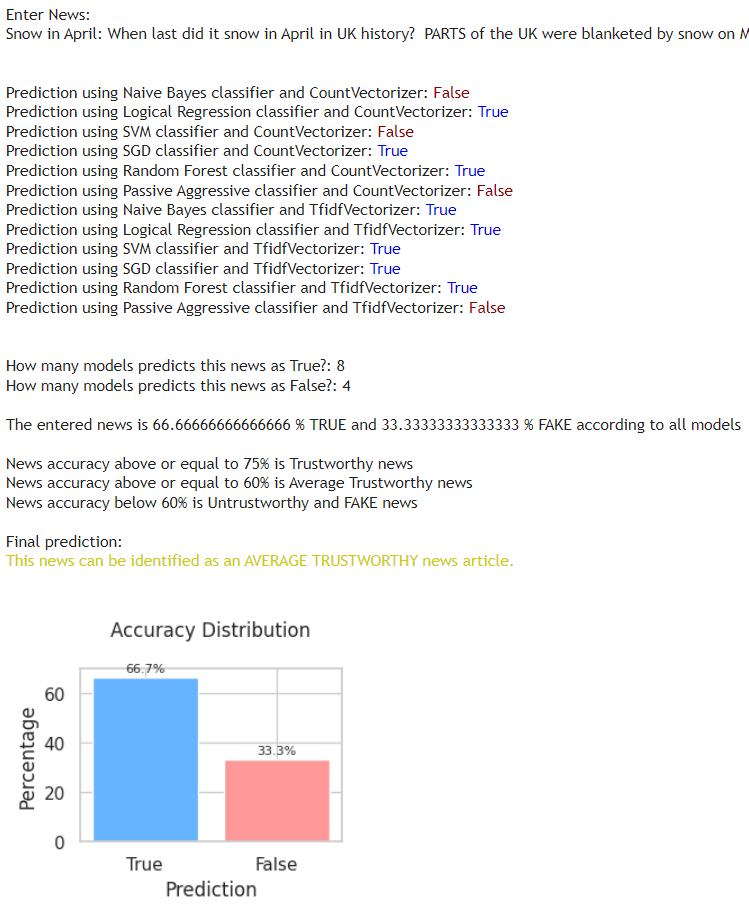 Enter News:
Snow in April: When last did it snow in April in UK history? PARTS of the UK were blanketed by snow on
Prediction using Naive Bayes classifier and CountVectorizer: False
Prediction using Logical Regression classifier and CountVectorizer: True
Prediction using SVM classifier and CountVectorizer: False
Prediction using SGD classifier and CountVectorizer: True
Prediction using Random Forest classifier and CountVectorizer: True
Prediction using Passive Aggressive classifier and CountVectorizer: False
Prediction using Naive Bayes classifier and TfidfVectorizer: True
Prediction using Logical Regression classifier and TfidfVectorizer: True
Prediction using SVM classifier and TfidfVectorizer: True
Prediction using SGD classifier and TfidfVectorizer: True
Prediction using Random Forest classifier and TfidfVectorizer: True
Prediction using Passive Aggressive classifier and TfidfVectorizer: False
How many models predicts this news as True?: 8
How many models predicts this news as False?: 4
The entered news is 66.66666666666666 % TRUE and 33.33333333333333 % FAKE according to all models
News accuracy above or equal to 75% is Trustworthy news
News accuracy above or equal to 60% is Average Trustworthy news
News accuracy below 60% is Untrustworthy and FAKE news
Final prediction:
This news can be identified as an AVERAGE TRUSTWORTHY news article.
Accuracy Distribution
66.7%
33.3%
60
40
20
0
Percentage
True
False
Prediction